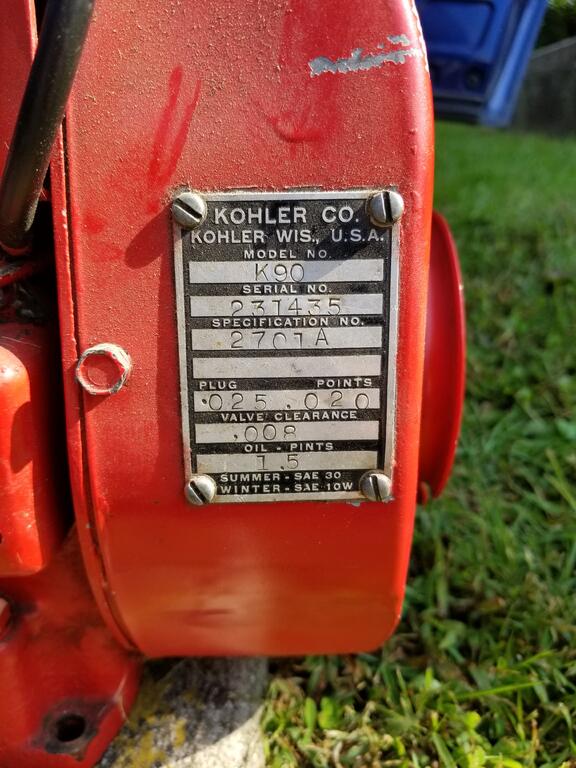 KOHLER CO.
KOHLER WIS., U.S.A.
MODEL NO.
K90
SERIAL NO.
231435
SPECIFICATION NO.
2701A
PLUG POINTS
.025 .020
VALVE CLEARANCE
.008
OIL - PINTS
1.5
SUMMER - SAE 30
WINTER - SAE 10W